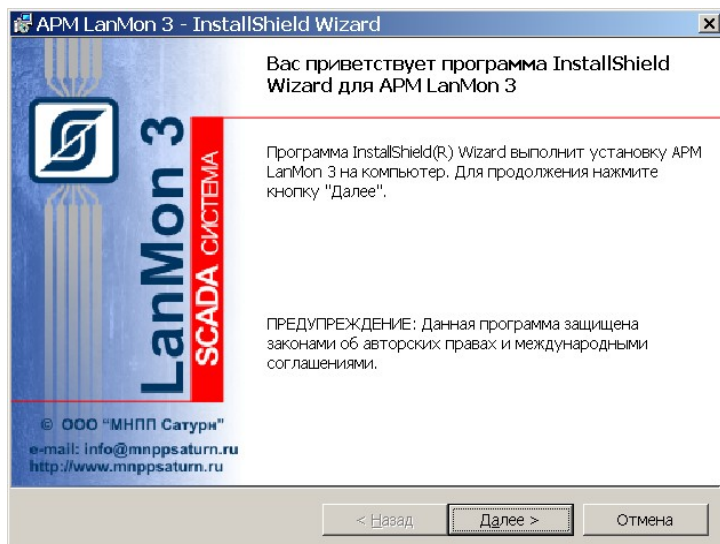 АРМ LanMon 3 - InstallShield Wizard
Вас приветствует программа InstallShield
Wizard для АРМ LanMon 3
Программа InstallShield(R) Wizard выполнит установку АРМ
LanMon 3 на компьютер. Для продолжения нажмите
кнопку "Далее".
ПРЕДУПРЕЖДЕНИЕ: Данная программа защищена
законами об авторских правах и международными
соглашениями.
LanMon 3
SCADA СИСТЕМА
© ООО "МНПП Сатурн"
e-mail: info@mnppsaturn.ru
http://www.mnppsaturn.ru
< Назад
Далее >
Отмена